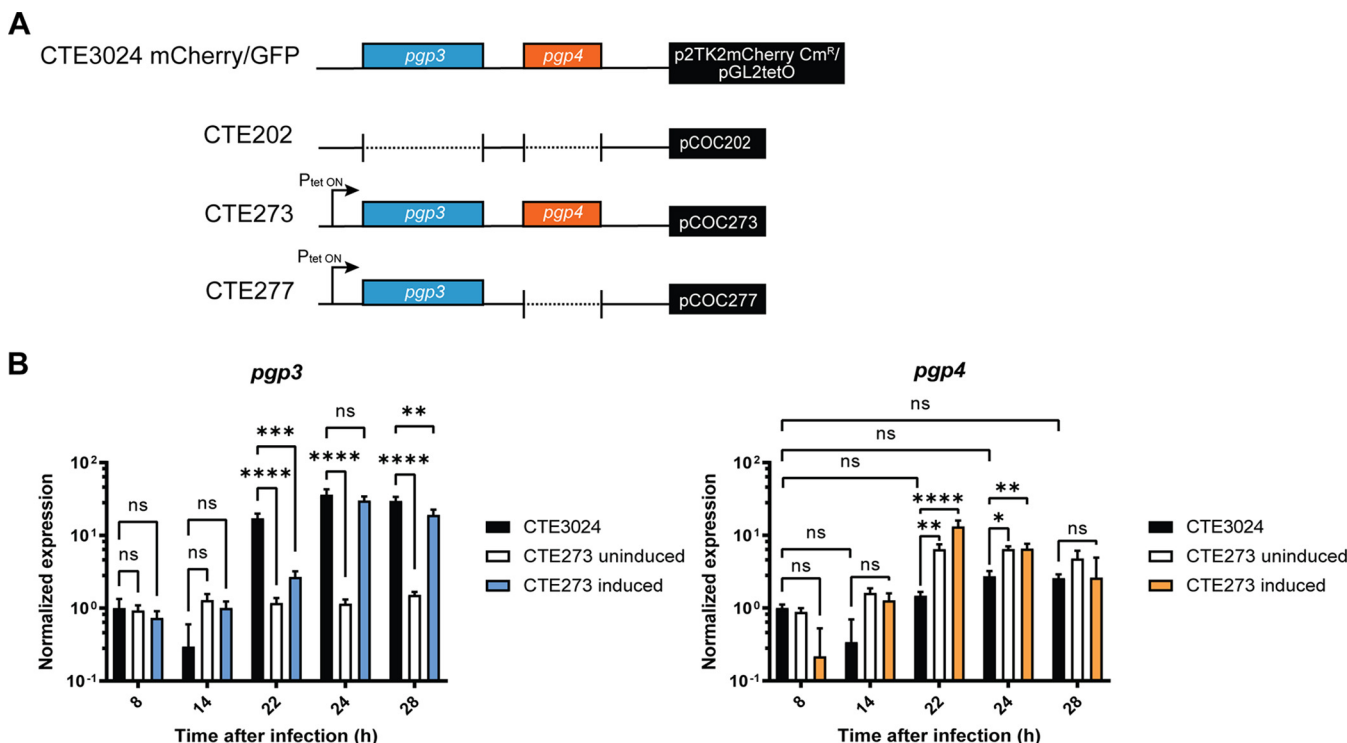 A
CTE3024 mCherry/GFP
pgp3
pgp4
p2TK2mCherry CmR/
pGL2tetO
CTE202
pCOC202
Ptet ON
CTE273
pgp3
pgp4
pCOC273
Ptet ON
CTE277
pgp3
pCOC277
B
pgp3
Normalized expression
10²
10¹
10⁰
10⁻¹
ns
ns
ns
ns
***
****
ns
****
**
****
8
14
22
24
28
Time after infection (h)
CTE3024
CTE273 uninduced
CTE273 induced
pgp4
Normalized expression
10²
10¹
10⁰
10⁻¹
ns
ns
ns
ns
ns
ns
****
**
**
*
ns
8
14
22
24
28
Time after infection (h)
CTE3024
CTE273 uninduced
CTE273 induced